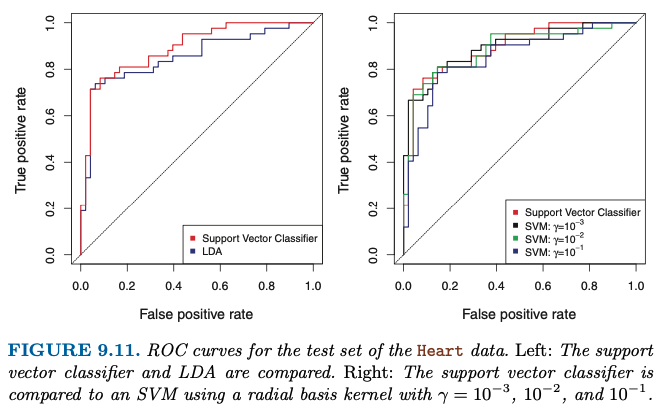 1.0
0.8
0.6
0.4
0.2
0.0
True positive rate
Support Vector Classifier
LDA
0.0 0.2 0.4 0.6 0.8 1.0
False positive rate
1.0
0.8
0.6
0.4
0.2
0.0
True positive rate
Support Vector Classifier
SVM: γ=10⁻³
SVM: γ=10⁻²
SVM: γ=10⁻¹
0.0 0.2 0.4 0.6 0.8 1.0
False positive rate
FIGURE 9.11. ROC curves for the test set of the Heart data. Left: The support
vector classifier and LDA are compared. Right: The support vector classifier is
compared to an SVM using a radial basis kernel with γ = 10⁻³, 10⁻², and 10⁻¹.